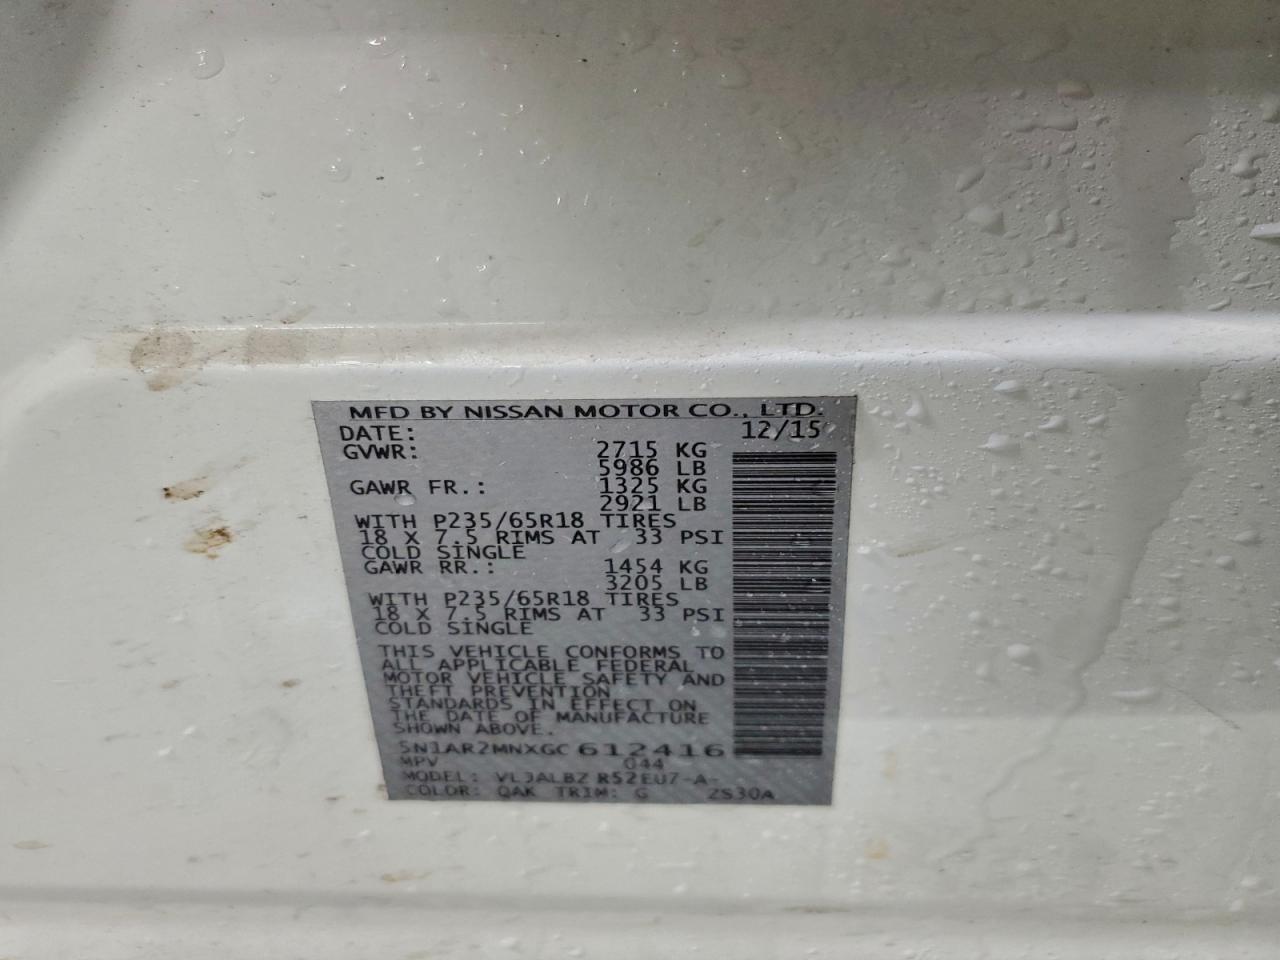 MFD BY NISSAN MOTOR CO., LTD.
DATE: 12/15
GVWR: 2715 KG
5986 LB
GAWR FR.: 1325 KG
2921 LB
WITH P235/65R18 TIRES
18 X 7.5 RIMS AT 33 PSI
COLD SINGLE
GAWR RR.: 1454 KG
3205 LB
WITH P235/65R18 TIRES
18 X 7.5 RIMS AT 33 PSI
COLD SINGLE
THIS VEHICLE CONFORMS TO
ALL APPLICABLE FEDERAL
MOTOR VEHICLE SAFETY AND
THEFT PREVENTION
STANDARDS IN EFFECT ON
THE DATE OF MANUFACTURE
SHOWN ABOVE.
5N1AR2MNXGC612416
MPV 044
MODEL: R52EU7-A-
COLOR: QAK TRIM: G ZS30A